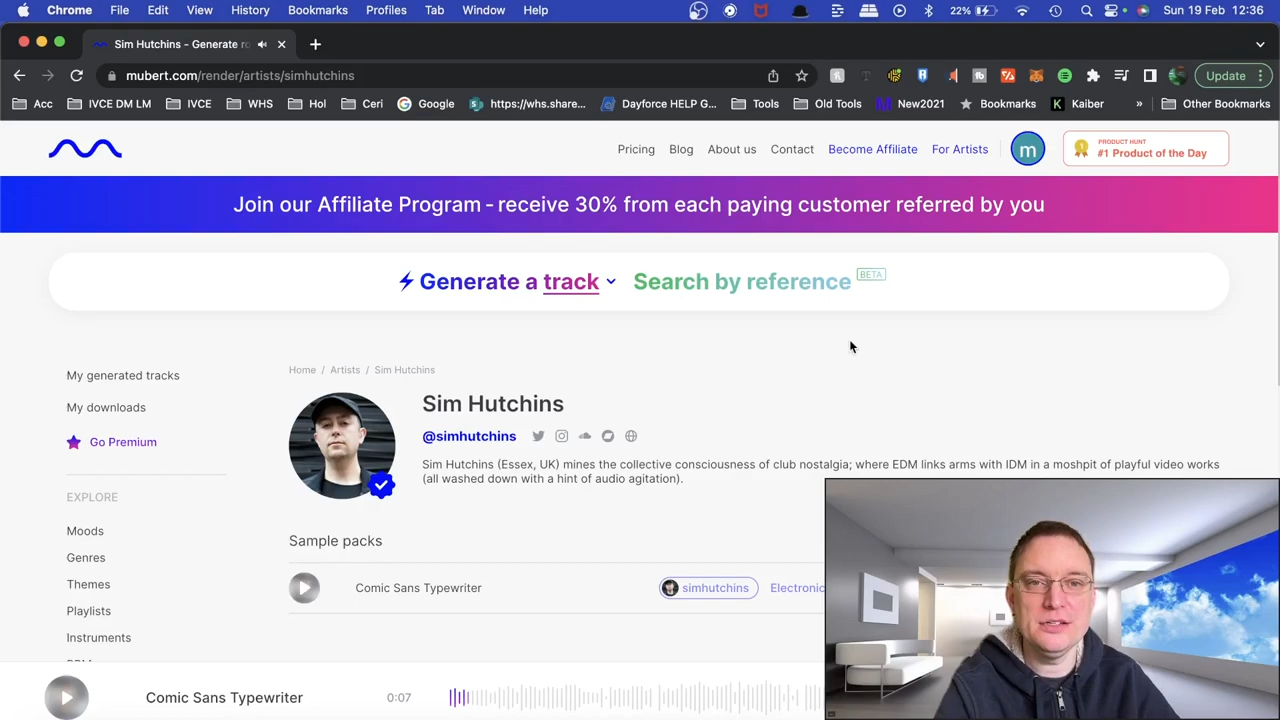 Chrome File Edit View History Bookmarks Profiles Tab Window Help 22% Sun 19 Feb 12:36
Sim Hutchins - Generate ro
mubert.com/render/artists/simhutchins Update
Acc IVCE DM LM IVCE WHS Hol Ceri Google https://whs.share... Dayforce HELP G... Tools Old Tools New2021 Bookmarks Kaiber » Other Bookmarks
Pricing Blog About us Contact Become Affiliate For Artists m PRODUCT HUNT
#1 Product of the Day
Join our Affiliate Program - receive 30% from each paying customer referred by you
Generate a track Search by reference BETA
My generated tracks
My downloads
Go Premium
EXPLORE
Moods
Genres
Themes
Playlists
Instruments
Home / Artists / Sim Hutchins
Sim Hutchins
@simhutchins
Sim Hutchins (Essex, UK) mines the collective consciousness of club nostalgia; where EDM links arms with IDM in a moshpit of playful video works
(all washed down with a hint of audio agitation).
Sample packs
Comic Sans Typewriter simhutchins Electronic
Comic Sans Typewriter 0:07